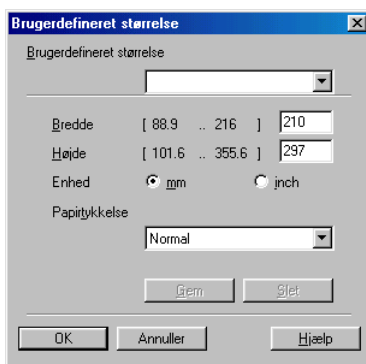 Brugerdefineret størrelse
Brugerdefineret størrelse
Bredde [ 88.9 .. 216 ] 210
Højde [ 101.6 .. 355.6 ] 297
Enhed mm inch
Papirtykkelse
Normal
Gem Slet
OK Annuller Hjælp